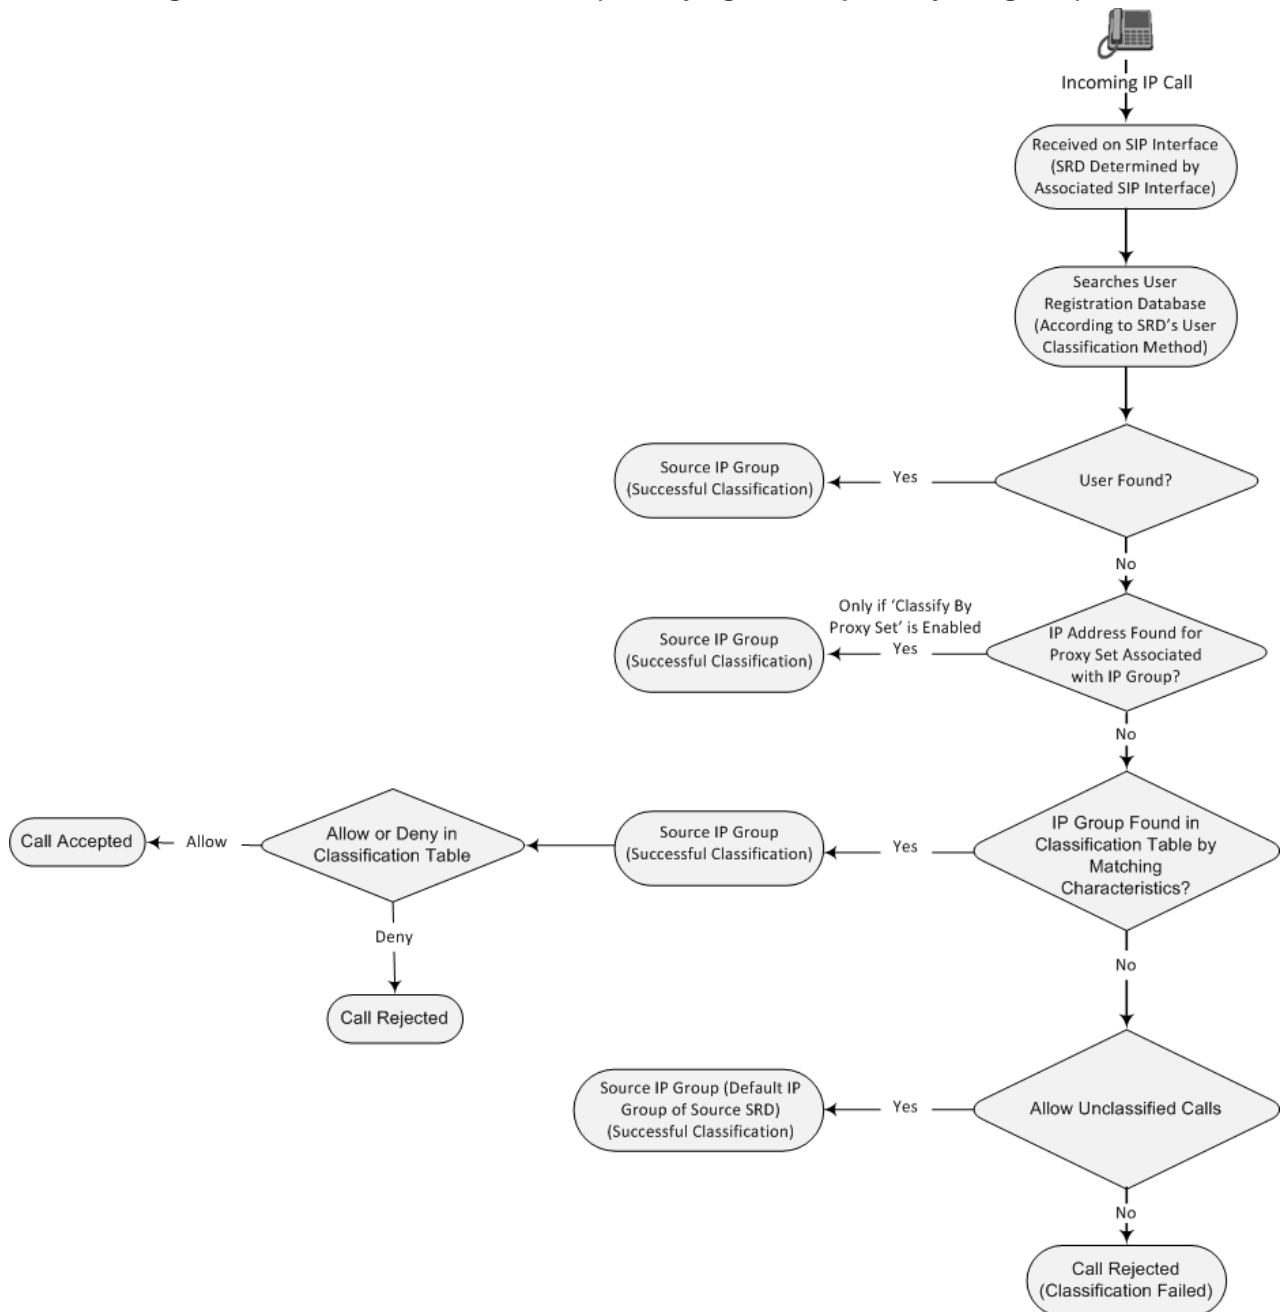 Incoming IP Call
Received on SIP Interface
(SRD Determined by
Associated SIP Interface)
Searches User
Registration Database
(According to SRD's User
Classification Method)
Source IP Group
(Successful Classification)
Yes
User Found?
No
Only if 'Classify By
Proxy Set' is Enabled
Source IP Group
(Successful Classification)
Yes
IP Address Found for
Proxy Set Associated
with IP Group?
No
Call Accepted
Allow
Allow or Deny in
Classification Table
Source IP Group
(Successful Classification)
Yes
IP Group Found in
Classification Table by
Matching
Characteristics?
Deny
No
Call Rejected
Source IP Group (Default IP
Group of Source SRD)
(Successful Classification)
Yes
Allow Unclassified Calls
No
Call Rejected
(Classification Failed)